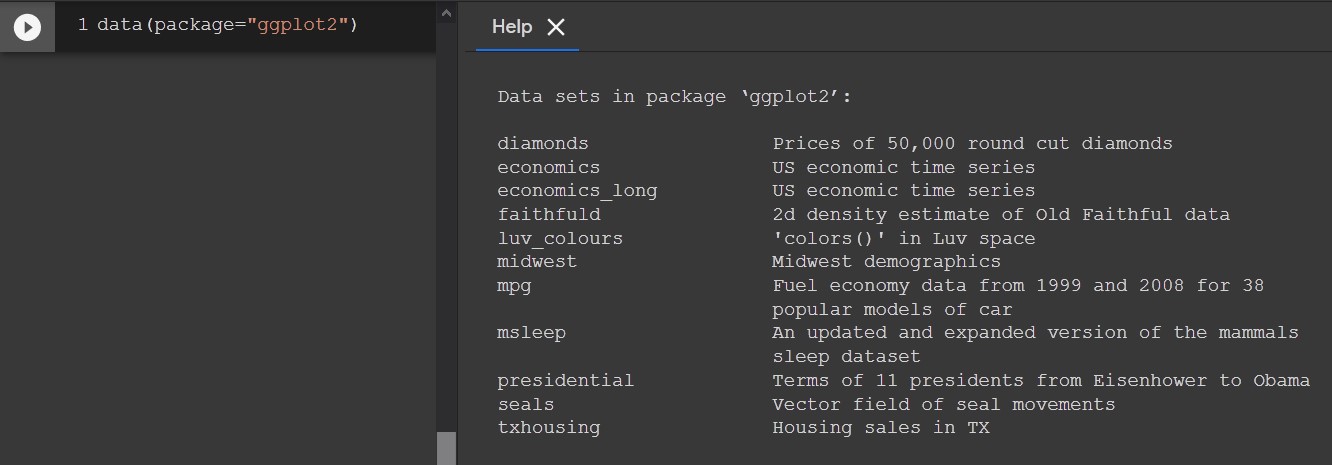 1 data(package="ggplot2")
Help
Data sets in package ‘ggplot2’:
diamonds Prices of 50,000 round cut diamonds
economics US economic time series
economics_long US economic time series
faithfuld 2d density estimate of Old Faithful data
luv_colours 'colors()' in Luv space
midwest Midwest demographics
mpg Fuel economy data from 1999 and 2008 for 38
popular models of car
msleep An updated and expanded version of the mammals
sleep dataset
presidential Terms of 11 presidents from Eisenhower to Obama
seals Vector field of seal movements
txhousing Housing sales in TX